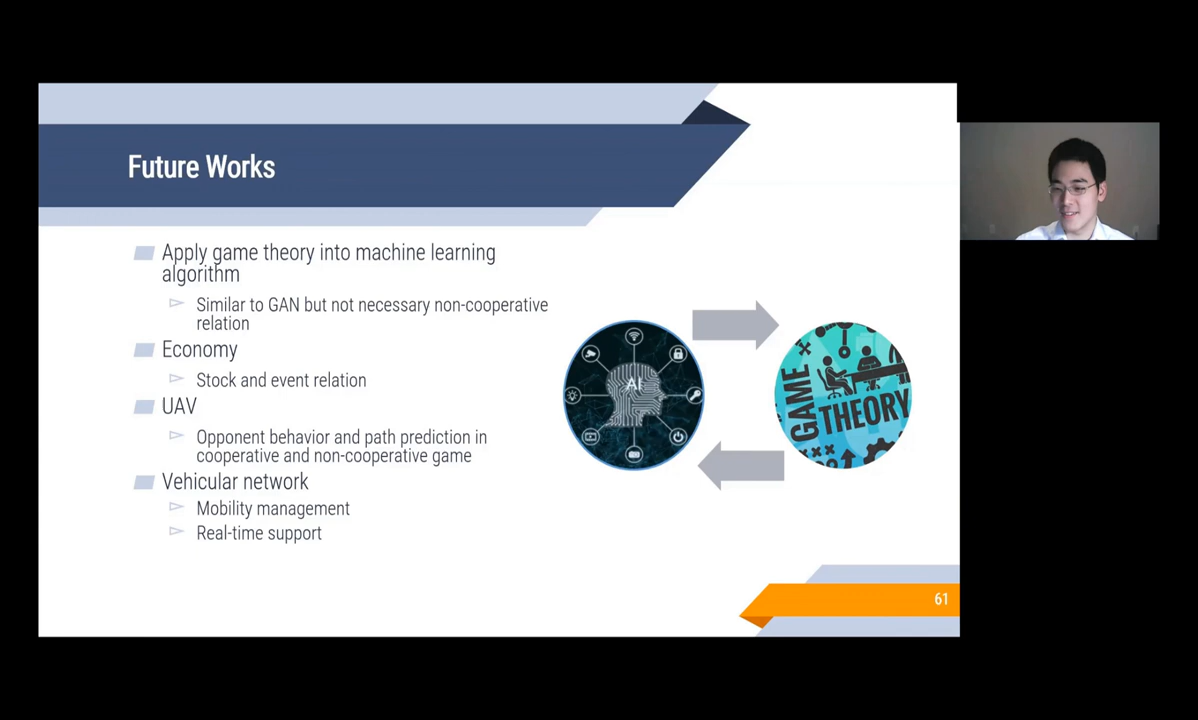 Future Works
Apply game theory into machine learning
algorithm
Similar to GAN but not necessary non-cooperative
relation
Economy
Stock and event relation
UAV
Opponent behavior and path prediction in
cooperative and non-cooperative game
Vehicular network
Mobility management
Real-time support
AI
GAME
THEORY
61